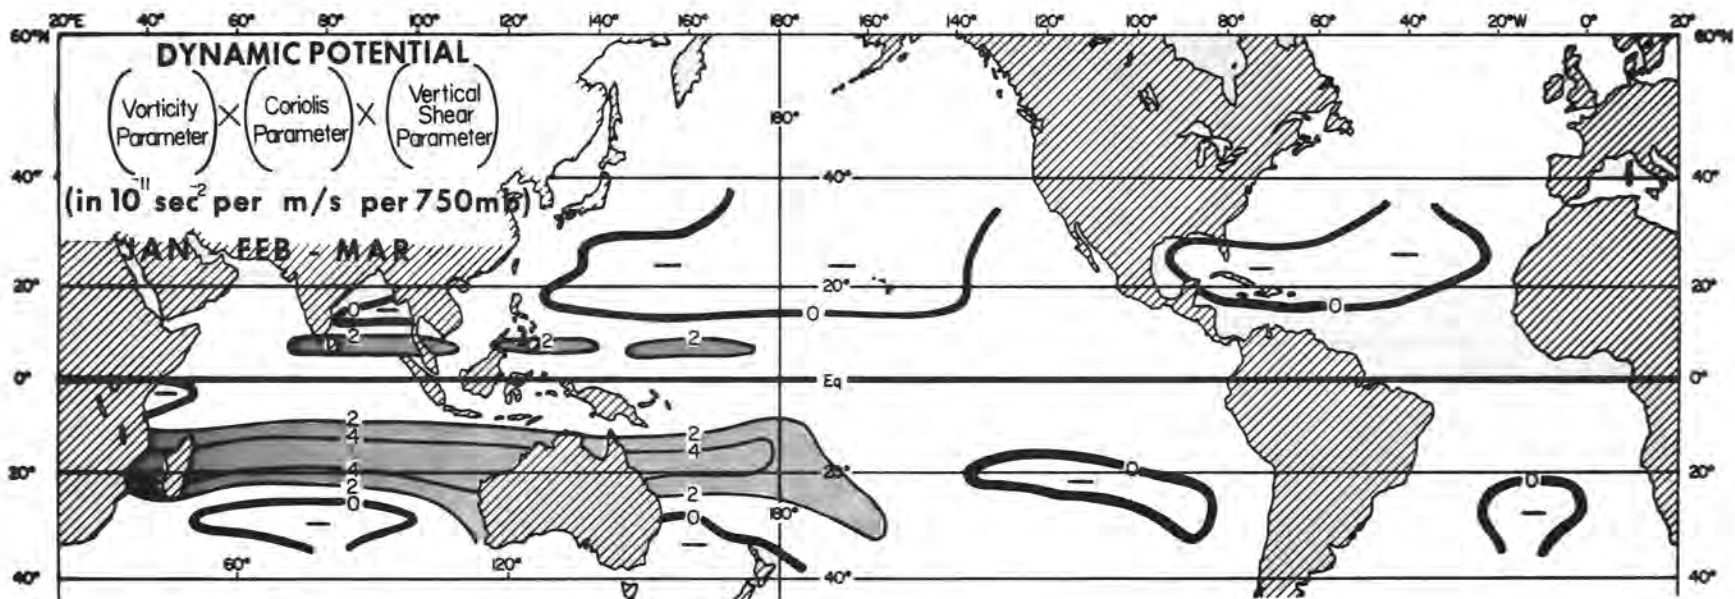 20°E 40° 60° 80° 100° 120° 140° 160° 160° 140° 120° 100° 80° 60° 40° 20°W 0° 20°
60°N 60°N
DYNAMIC POTENTIAL
(Vorticity Parameter) X (Coriolis Parameter) X (Vertical Shear Parameter)
180°
40° 40° 40°
(in 10¹¹ sec⁻² per m/s per 750mb)
JAN - FEB - MAR
— — — —
20° 20° 20°
0 — 0 0
2 2 2
0° Eq 0°
—
2 2
4 4
0
20° 4 20° 20°
2 2 — 0
0 0 180° —
— —
60° 120°
40° 40° 40°